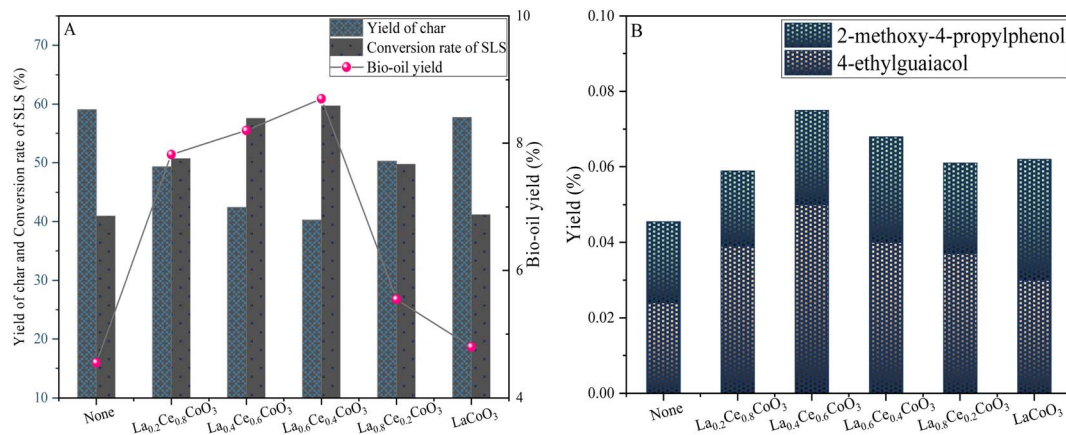 A
Yield of char
Conversion rate of SLS
Bio-oil yield
Yield of char and Conversion rate of SLS (%)
70
60
50
40
30
20
10
10
8
6
4
Bio-oil yield (%)
None
La₀.₂Ce₀.₈CoO₃
La₀.₄Ce₀.₆CoO₃
La₀.₆Ce₀.₄CoO₃
La₀.₈Ce₀.₂CoO₃
LaCoO₃
B
2-methoxy-4-propylphenol
4-ethylguaiacol
Yield (%)
0.10
0.08
0.06
0.04
0.02
0.00
None
La₀.₂Ce₀.₈CoO₃
La₀.₄Ce₀.₆CoO₃
La₀.₆Ce₀.₄CoO₃
La₀.₈Ce₀.₂CoO₃
LaCoO₃